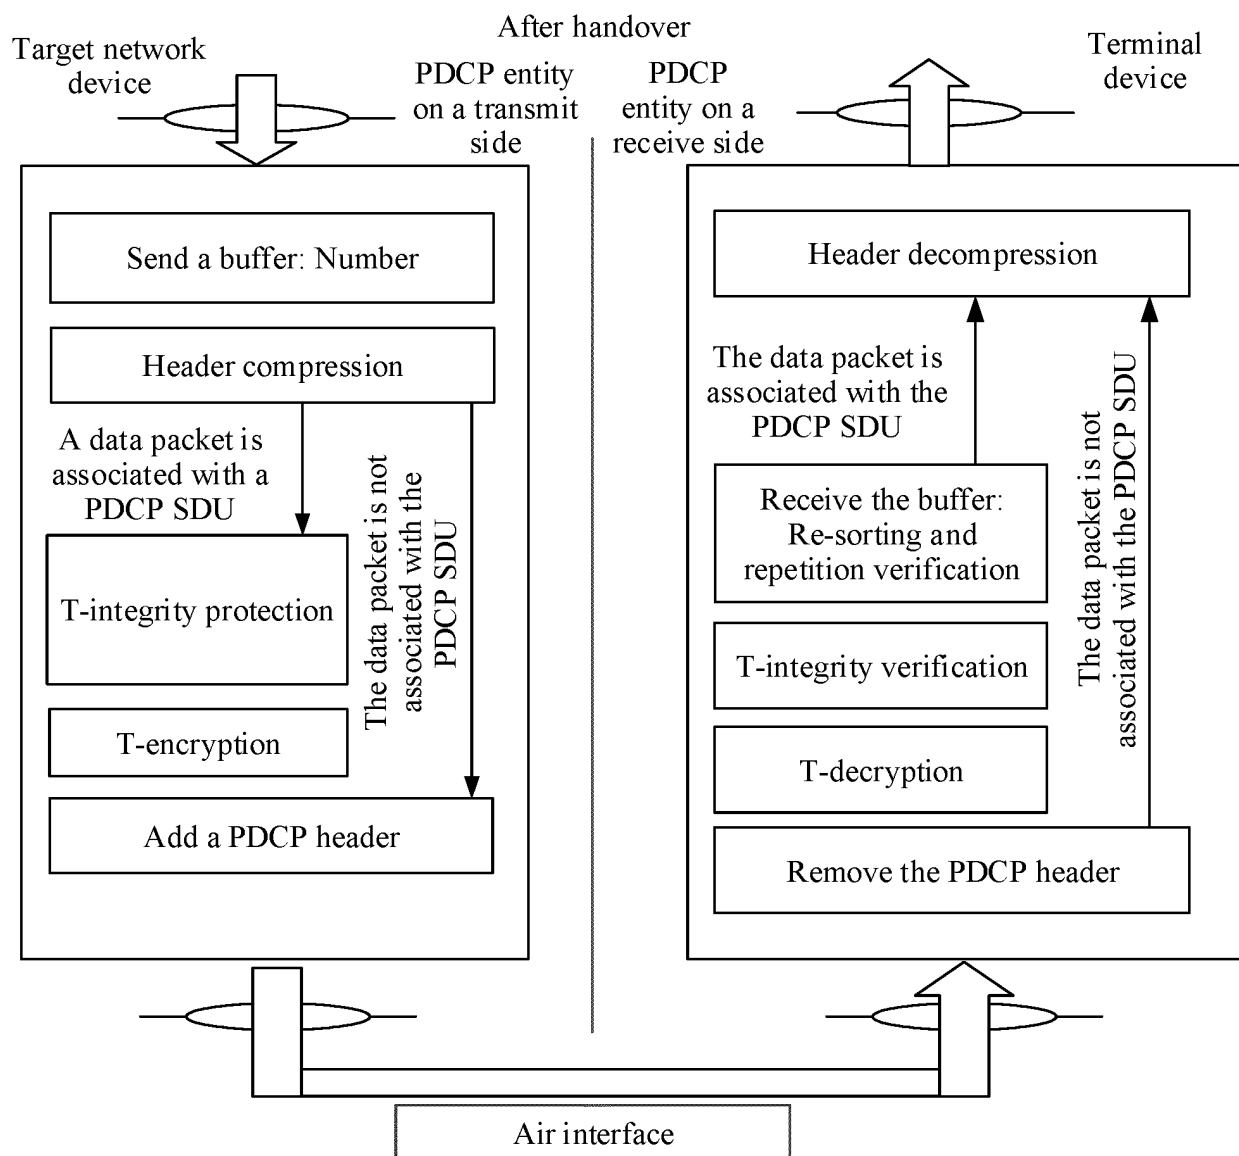 After handover
Target network
device
PDCP entity
on a transmit
side
PDCP
entity on a
receive side
Terminal
device
Send a buffer: Number
Header compression
A data packet is
associated with a
PDCP SDU
The data packet is not
associated with the
PDCP SDU
T-integrity protection
T-encryption
Add a PDCP header
Header decompression
The data packet is
associated with the
PDCP SDU
The data packet is not
associated with the PDCP SDU
Receive the buffer:
Re-sorting and
repetition verification
T-integrity verification
T-decryption
Remove the PDCP header
Air interface